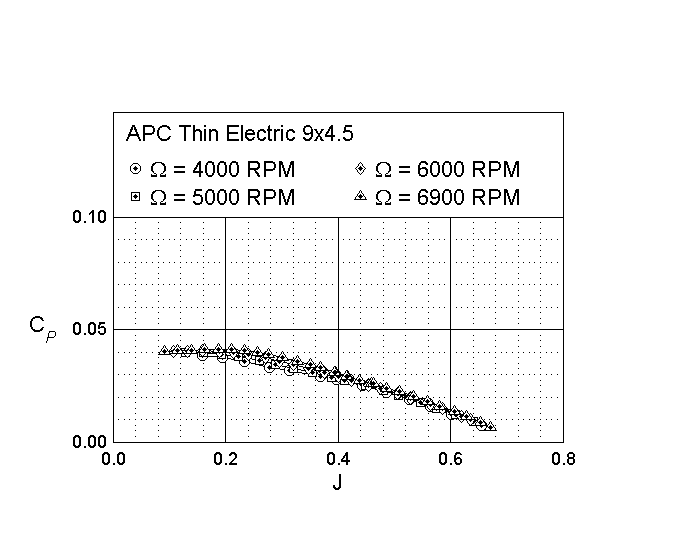 APC Thin Electric 9x4.5
Ω = 4000 RPM
Ω = 6000 RPM
Ω = 5000 RPM
Ω = 6900 RPM
0.10
0.05
0.00
C_P
0.0 0.2 0.4 0.6 0.8
J